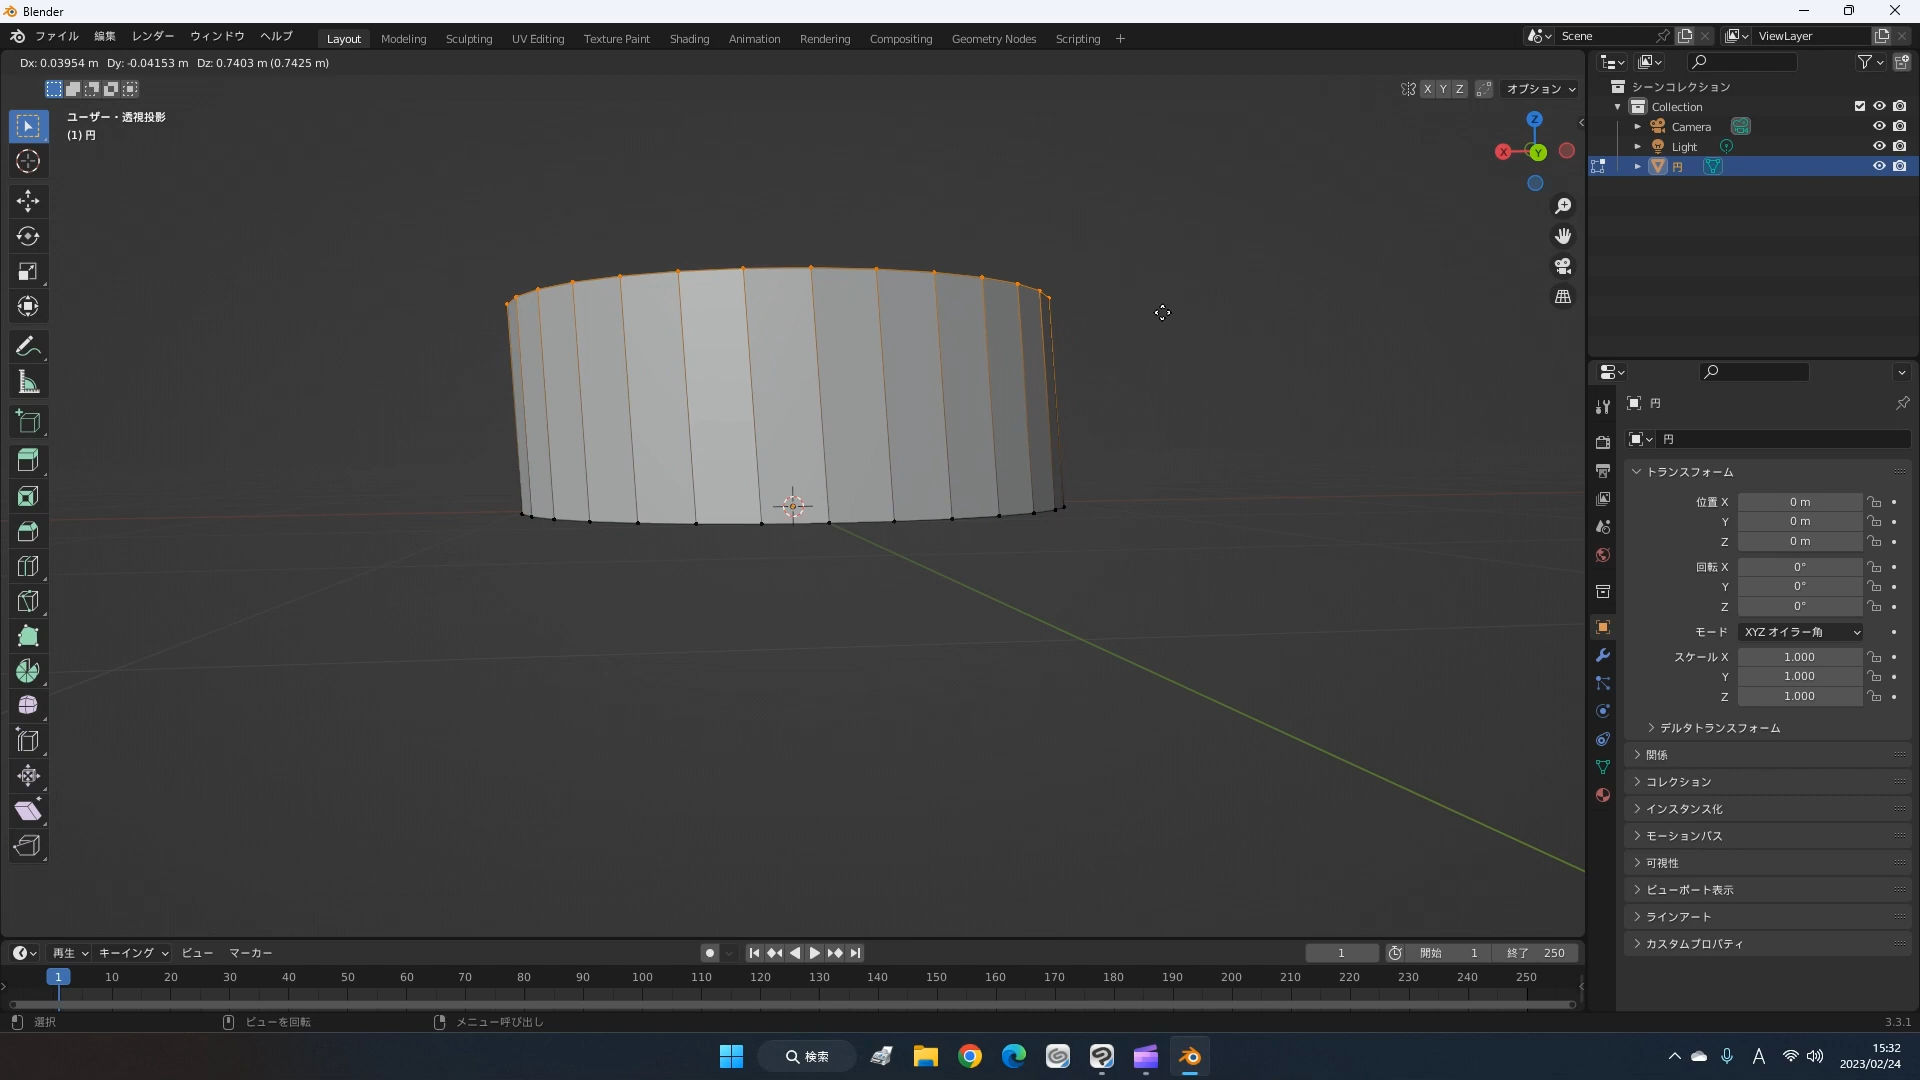 Blender
ファイル 編集 レンダー ウィンドウ ヘルプ Layout Modeling Sculpting UV Editing Texture Paint Shading Animation Rendering Compositing Geometry Nodes Scripting + Scene ViewLayer
Dx: 0.03954 m Dy: -0.04153 m Dz: 0.7403 m (0.7425 m)
X Y Z オプション
ユーザー・透視投影
(1) 円
Z
X
Y
シーンコレクション
Collection
Camera
Light
円
円
円
トランスフォーム
位置 X 0 m
Y 0 m
Z 0 m
回転 X 0°
Y 0°
Z 0°
モード XYZ オイラー角
スケール X 1.000
Y 1.000
Z 1.000
デルタトランスフォーム
関係
コレクション
インスタンス化
モーションパス
可視性
ビューポート表示
ラインアート
カスタムプロパティ
再生 キーイング ビュー マーカー 1 開始 1 終了 250
1 10 20 30 40 50 60 70 80 90 100 110 120 130 140 150 160 170 180 190 200 210 220 230 240 250
選択 ビューを回転 メニュー呼び出し 3.3.1
検索 A 15:32
2023/02/24